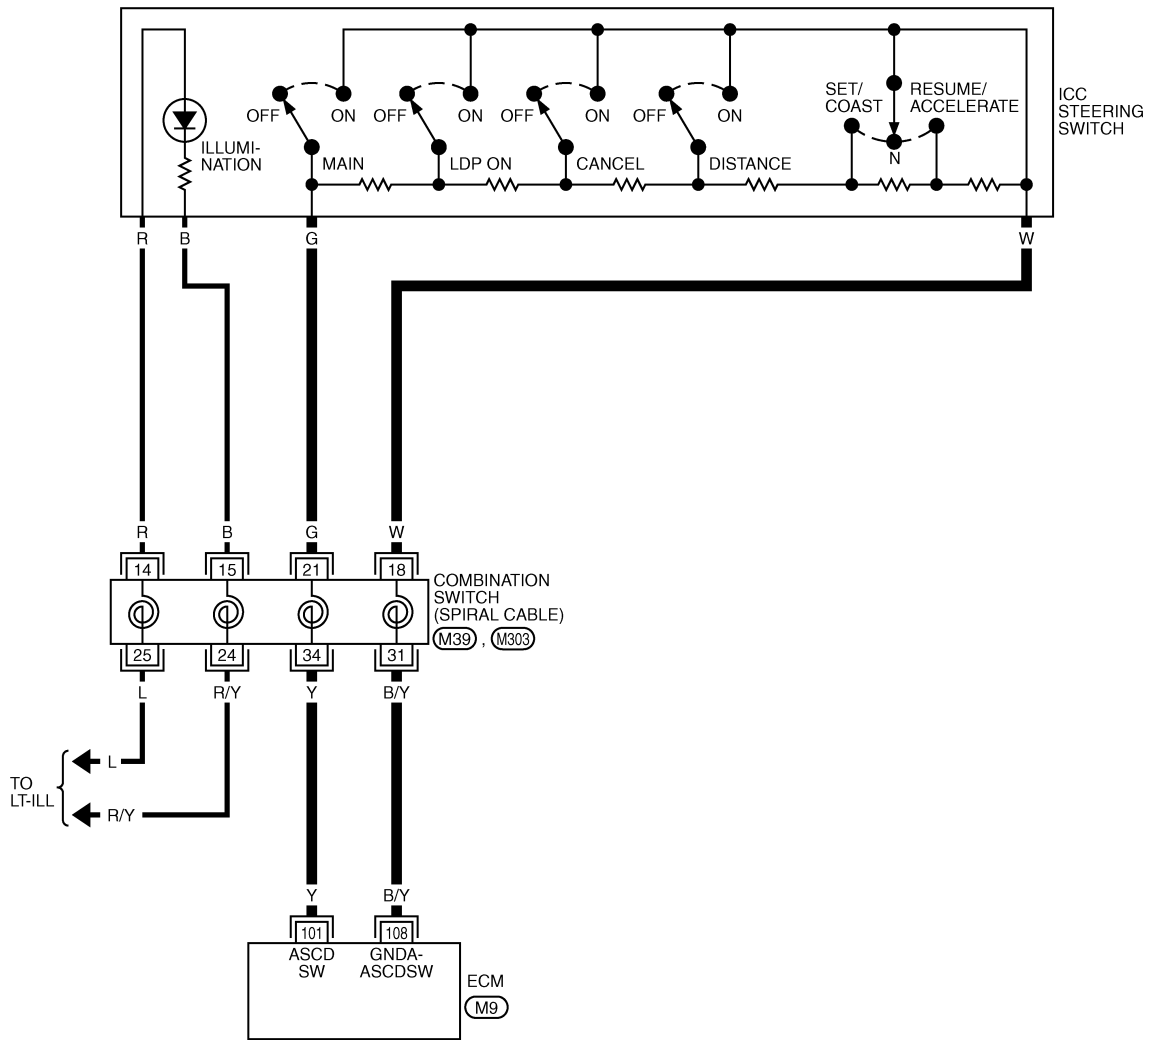 SET/
COAST
RESUME/
ACCELERATE
ICC
STEERING
SWITCH
OFF ON OFF ON OFF ON OFF ON
ILLUMI-
NATION
MAIN LDP ON CANCEL DISTANCE N
R B G W
R B G W
14 15 21 18
COMBINATION
SWITCH
(SPIRAL CABLE)
M39 , M303
25 24 34 31
L R/Y Y B/Y
L
TO
LT-ILL
R/Y
Y B/Y
101 108
ASCD
SW
GNDA-
ASCDSW
ECM
M9